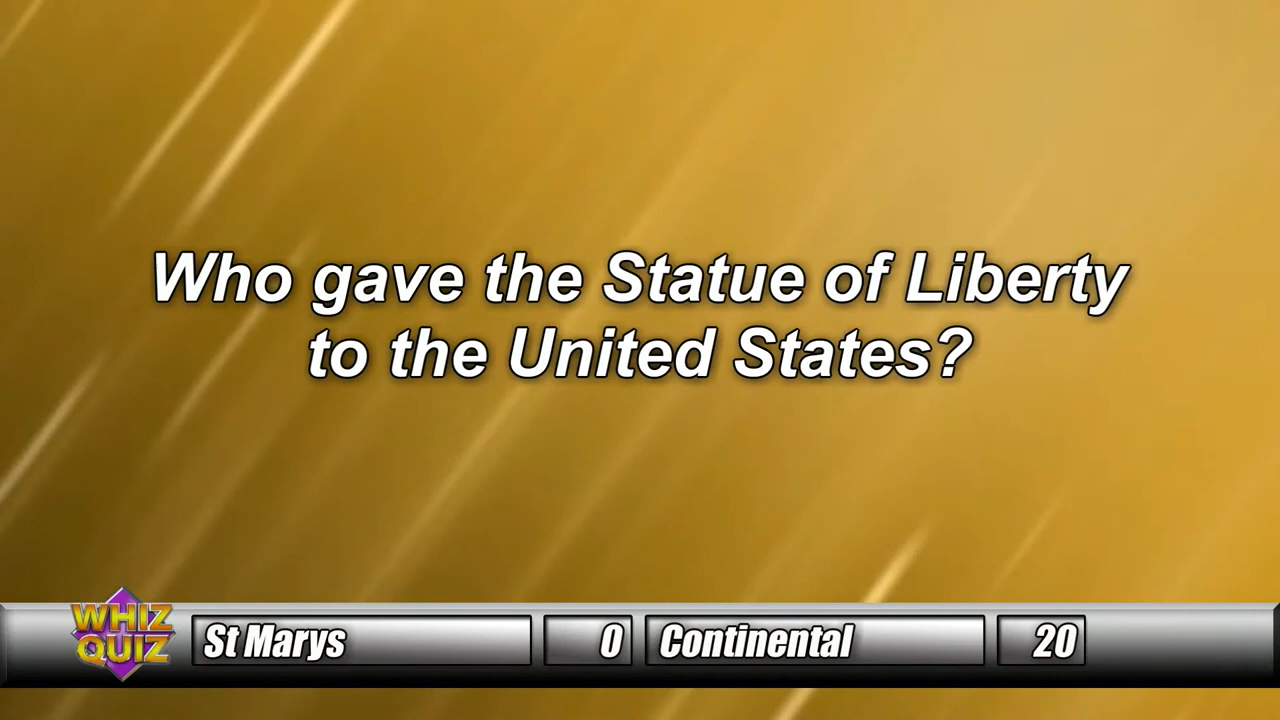 Who gave the Statue of Liberty
to the United States?
WHIZ
QUIZ
St Marys 0 Continental 20